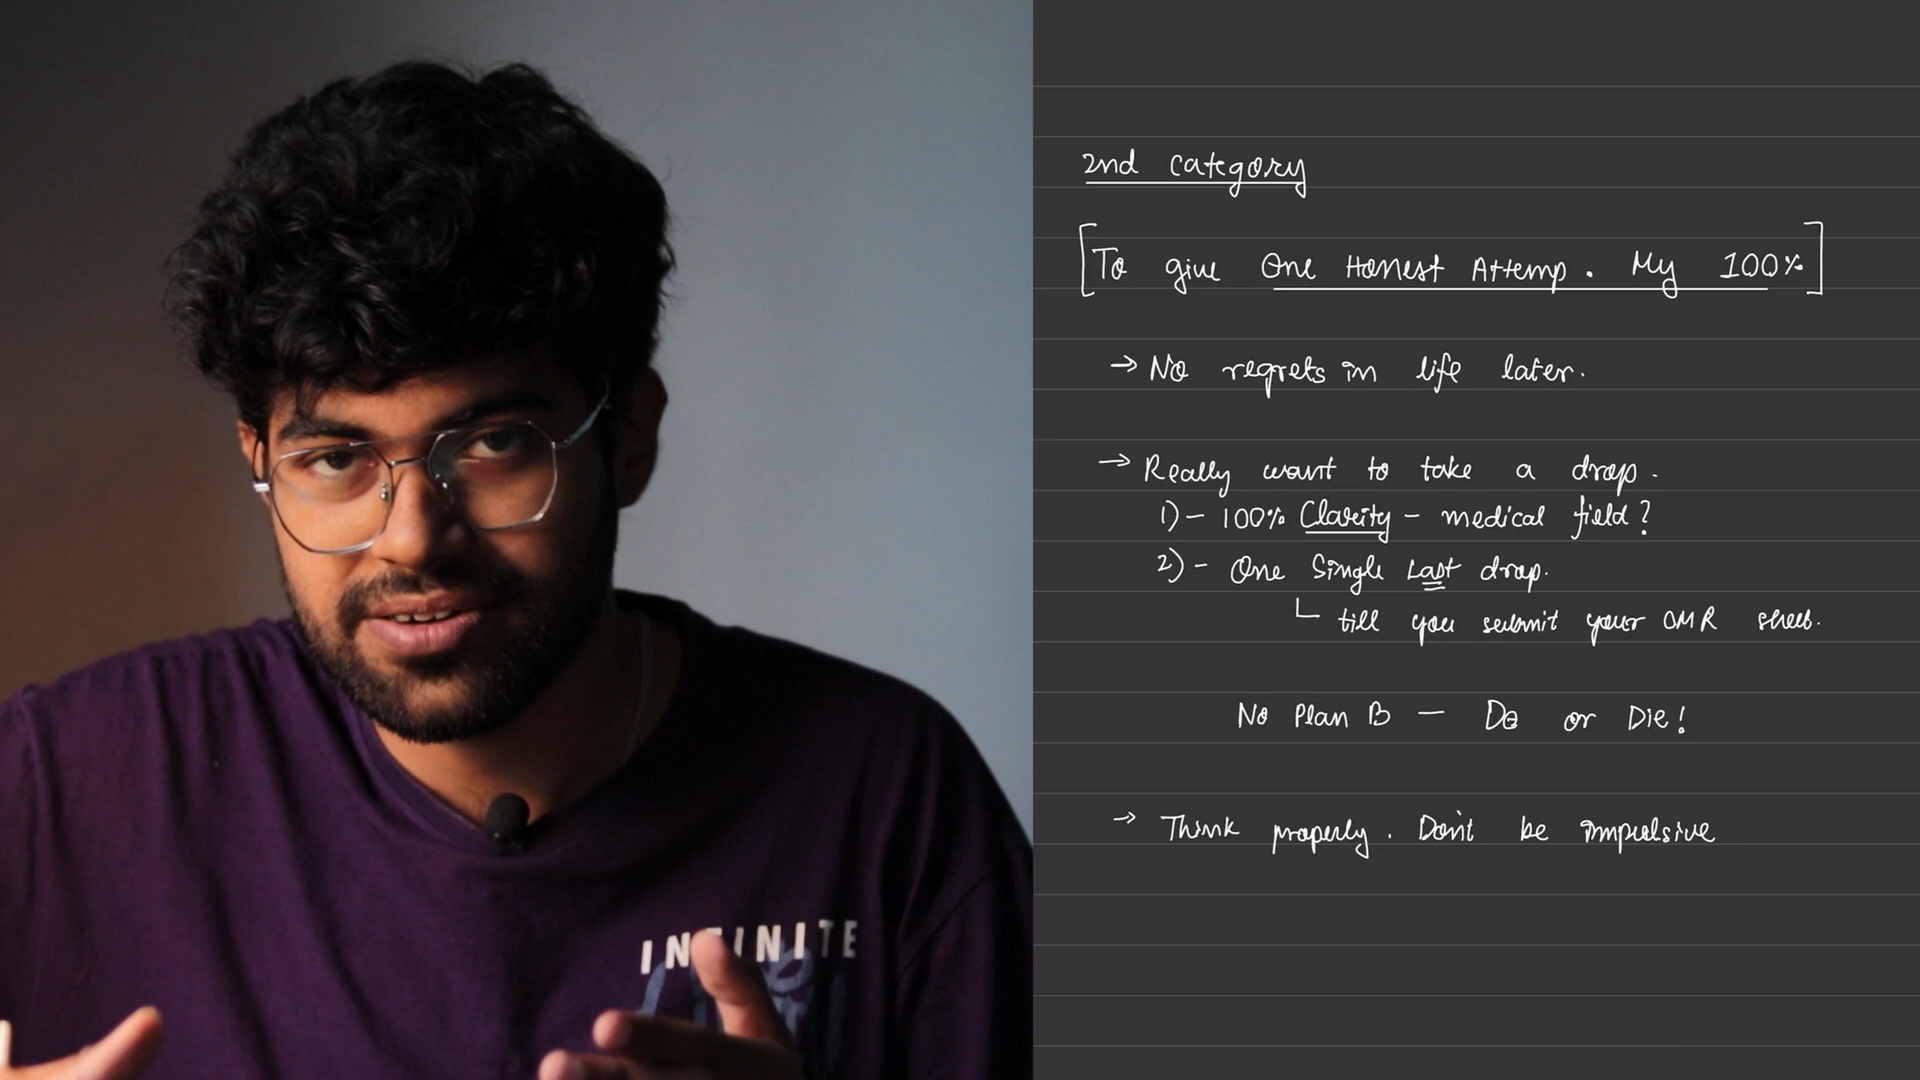 INFINITE
2nd category
[To give One Honest Attemp. My 100%]
→ No regrets in life later.
→ Really want to take a drop.
1) - 100% Clarity - medical field?
2) - One Single Last drop.
└ till you submit your OMR sheet.
No Plan B — Do or Die!
→ Think properly. Don't be impulsive